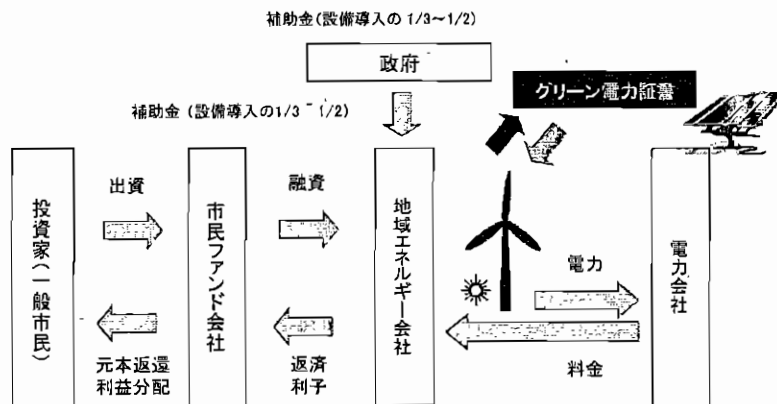 補助金(設備導入の 1/3~1/2)
政府
グリーン電力証書
補助金 (設備導入の1/3~1/2)
投資家(一般市民)
出資
市民ファンド会社
融資
地域エネルギー会社
電力
電力会社
元本返還
利益分配
返済
利子
料金